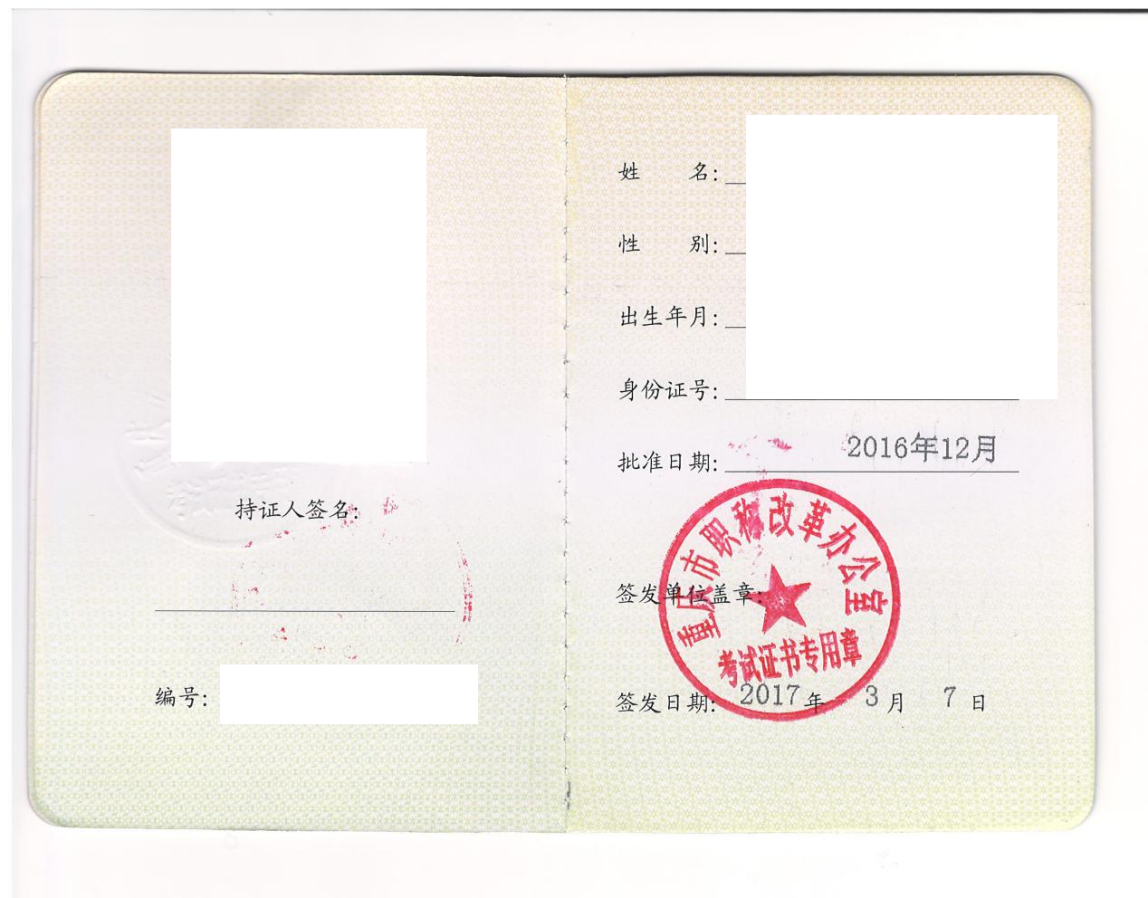 持证人签名:
编号:
姓 名:
性 别:
出生年月:
身份证号:
批准日期: 2016年12月
签发单位盖章:
重庆市职称改革办公室
考试证书专用章
签发日期: 2017年 3月 7日